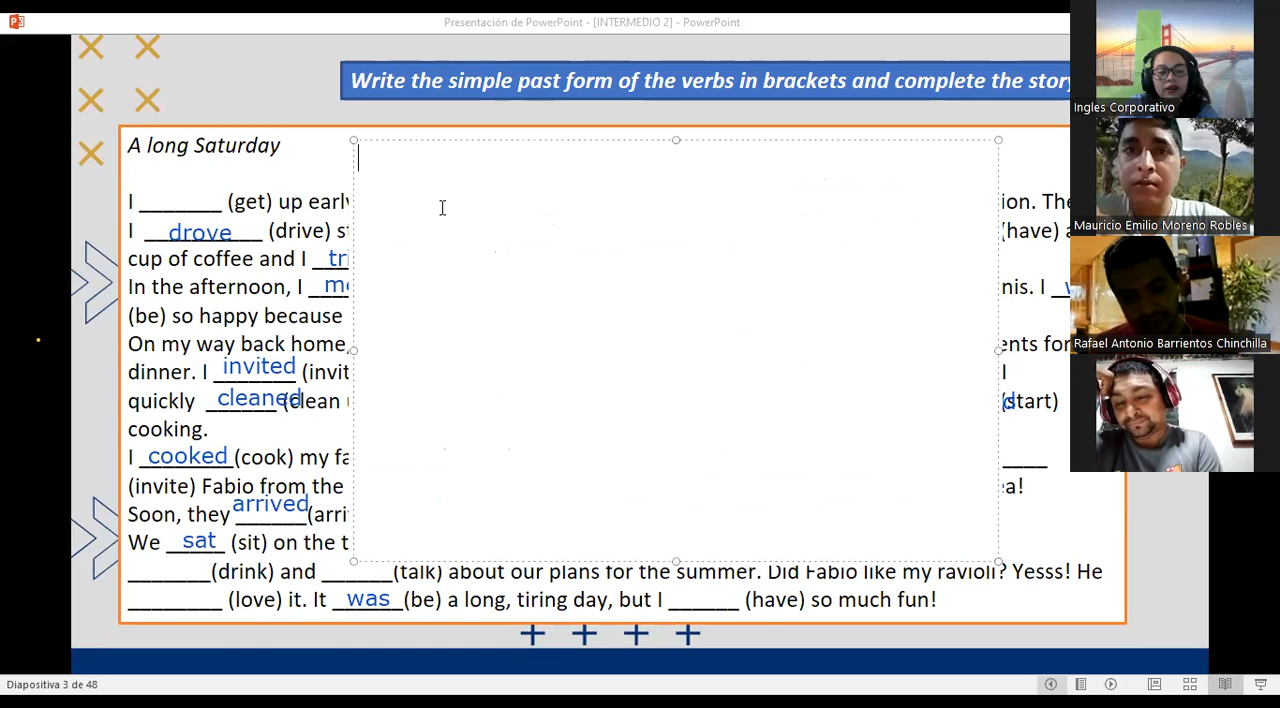 Presentación de PowerPoint - [INTERMEDIO 2] - PowerPoint
Write the simple past form of the verbs in brackets and complete the story
Ingles Corporativo
A long Saturday
I _______ (get) up early
ion. The
Mauricio Emilio Moreno Robles
I drove (drive) (have) a
cup of coffee and I
In the afternoon, I nis. I
(be) so happy because
Rafael Antonio Barrientos Chinchilla
On my way back home, ents for
dinner. I invited (invit I
quickly cleaned (clean (start)
cooking.
I cooked (cook) my fa ____
(invite) Fabio from the a!
Soon, they arrived (arri
We sat (sit) on the t
_______(drink) and ______(talk) about our plans for the summer. Did Fabio like my ravioli? Yesss! He
________ (love) it. It was (be) a long, tiring day, but I ______ (have) so much fun!
Diapositiva 3 de 48